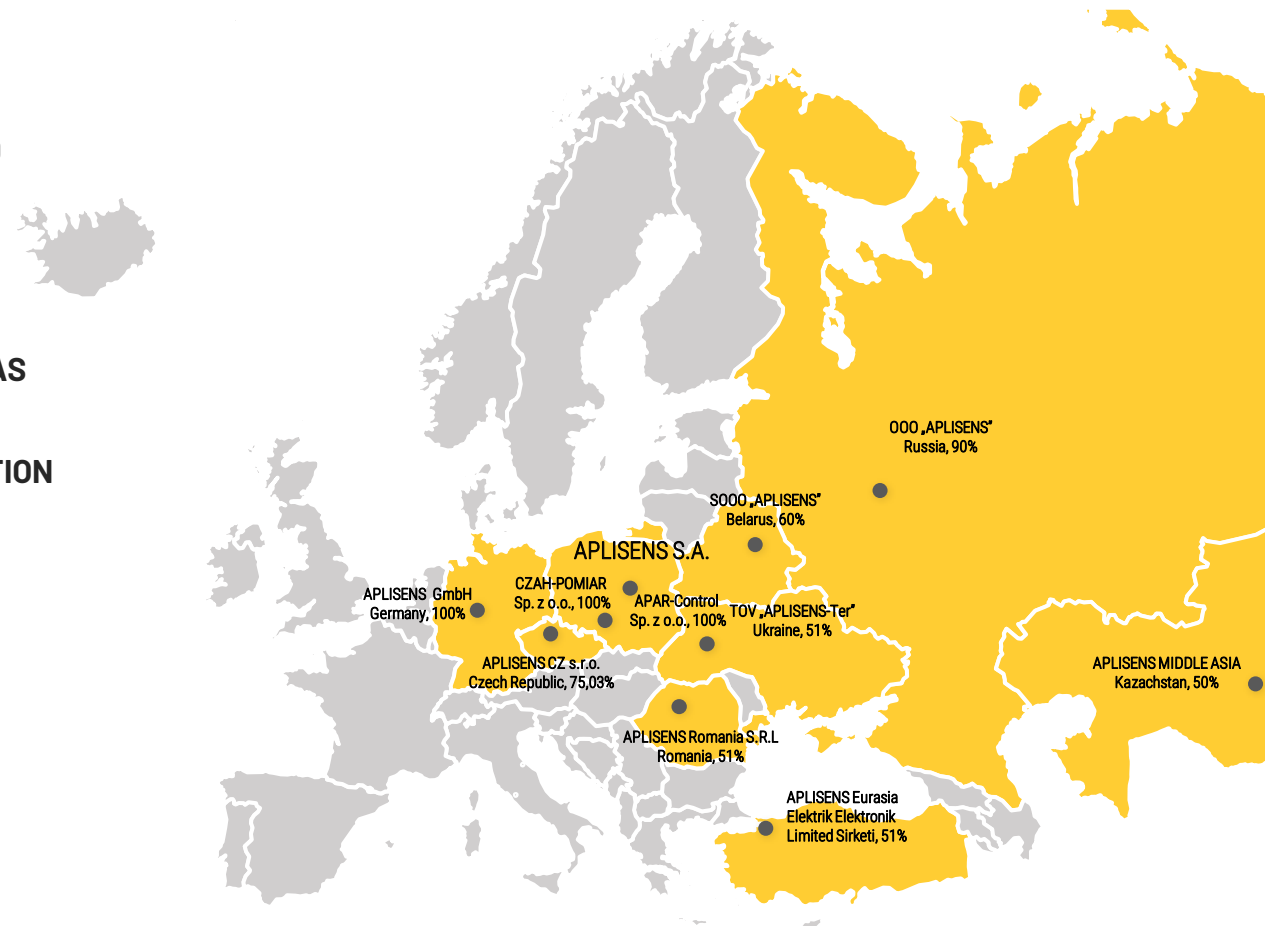 AS
TION
OOO „APLISENS”
Russia, 90%
SOOO „APLISENS”
Belarus, 60%
APLISENS S.A.
CZAH-POMIAR
Sp. z o.o., 100%
APLISENS GmbH
Germany, 100%
APAR-Control
Sp. z o.o., 100%
TOV „APLISENS-Ter”
Ukraine, 51%
APLISENS CZ s.r.o.
Czech Republic, 75,03%
APLISENS MIDDLE ASIA
Kazachstan, 50%
APLISENS Romania S.R.L
Romania, 51%
APLISENS Eurasia
Elektrik Elektronik
Limited Sirketi, 51%